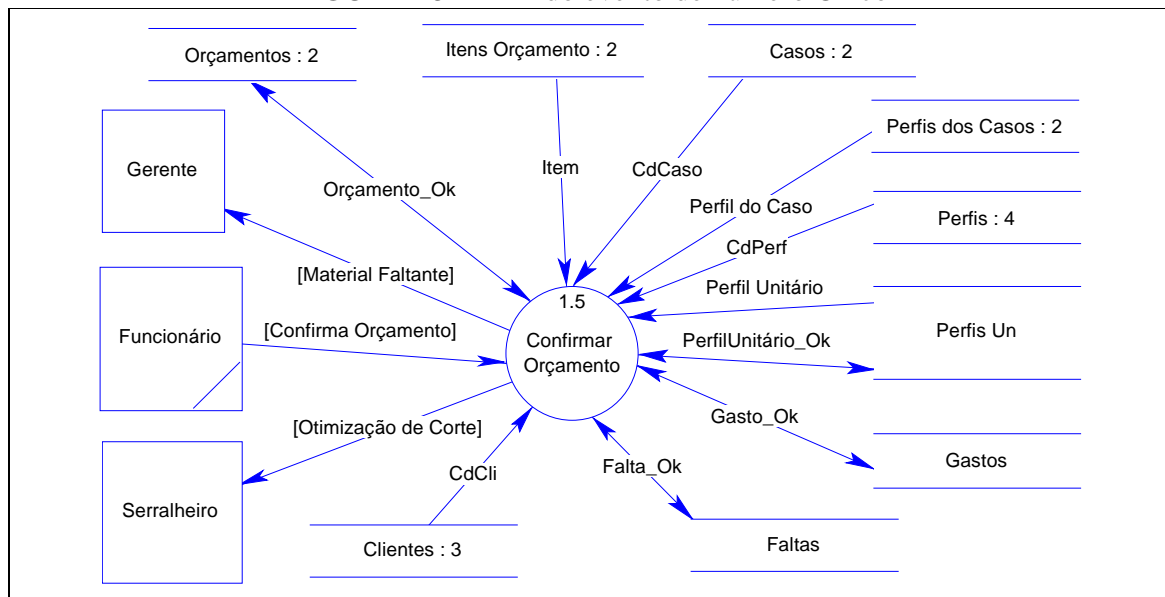 Orçamentos : 2
Itens Orçamento : 2
Casos : 2
Perfis dos Casos : 2
Gerente
Orçamento_Ok
Item
CdCaso
Perfil do Caso
Perfis : 4
CdPerf
[Material Faltante]
1.5
Perfil Unitário
Funcionário
[Confirma Orçamento]
Confirmar
Orçamento
PerfilUnitário_Ok
Perfis Un
[Otimização de Corte]
Gasto_Ok
CdCli
Falta_Ok
Gastos
Serralheiro
Clientes : 3
Faltas